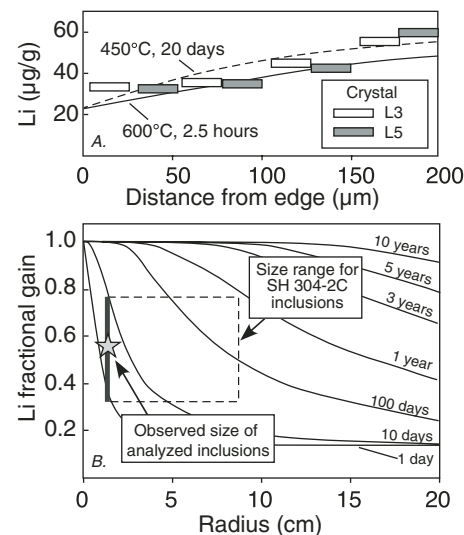 60
40
20
Li (µg/g)
450°C, 20 days
600°C, 2.5 hours
A.
Crystal
L3
L5
0
50
100
150
200
Distance from edge (µm)
1.0
0.8
0.6
0.4
0.2
Li fractional gain
10 years
5 years
3 years
1 year
100 days
10 days
1 day
Size range for
SH 304-2C
inclusions
Observed size of
analyzed inclusions
B.
0
5
10
15
20
Radius (cm)